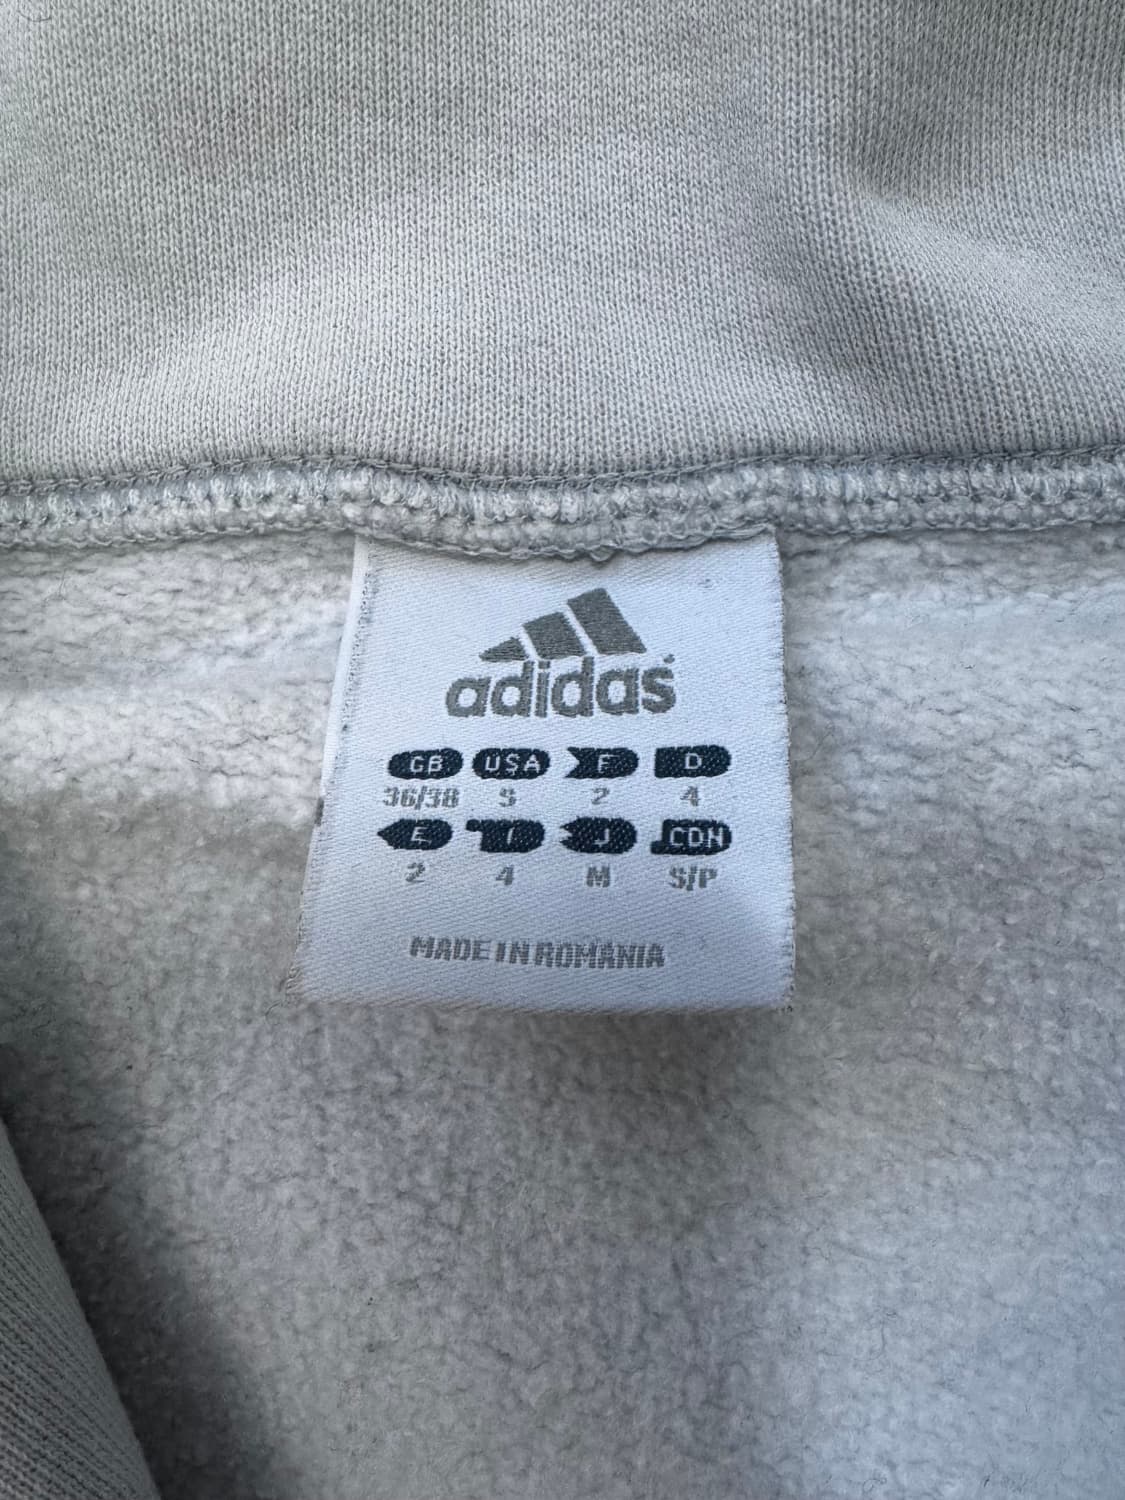 adidas
GB USA F D
36/38 S 2 4
E I J CDN
2 4 M S/P
MADE IN ROMANIA